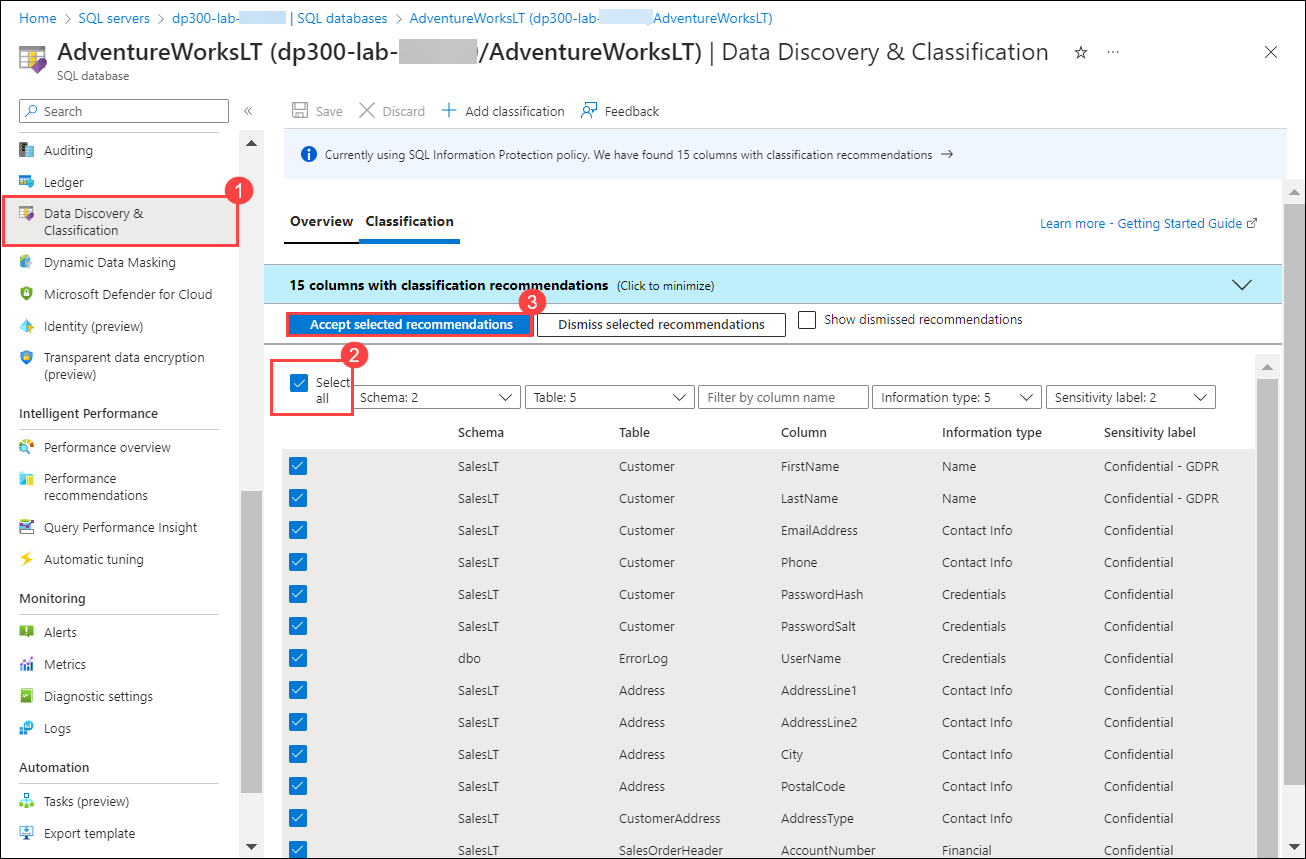 Home > SQL servers > dp300-lab- | SQL databases > AdventureWorksLT (dp300-lab- /AdventureWorksLT)
AdventureWorksLT (dp300-lab- /AdventureWorksLT) | Data Discovery & Classification
SQL database
Search
Auditing
Ledger
1
Data Discovery &
Classification
Dynamic Data Masking
Microsoft Defender for Cloud
Identity (preview)
Transparent data encryption
(preview)
Intelligent Performance
Performance overview
Performance
recommendations
Query Performance Insight
Automatic tuning
Monitoring
Alerts
Metrics
Diagnostic settings
Logs
Automation
Tasks (preview)
Export template
Save Discard Add classification Feedback
Currently using SQL Information Protection policy. We have found 15 columns with classification recommendations →
Overview Classification
Learn more - Getting Started Guide
15 columns with classification recommendations (Click to minimize)
3
Accept selected recommendations Dismiss selected recommendations Show dismissed recommendations
2
Select
all
Schema: 2 Table: 5 Filter by column name Information type: 5 Sensitivity label: 2
Schema Table Column Information type Sensitivity label
SalesLT Customer FirstName Name Confidential - GDPR
SalesLT Customer LastName Name Confidential - GDPR
SalesLT Customer EmailAddress Contact Info Confidential
SalesLT Customer Phone Contact Info Confidential
SalesLT Customer PasswordHash Credentials Confidential
SalesLT Customer PasswordSalt Credentials Confidential
dbo ErrorLog UserName Credentials Confidential
SalesLT Address AddressLine1 Contact Info Confidential
SalesLT Address AddressLine2 Contact Info Confidential
SalesLT Address City Contact Info Confidential
SalesLT Address PostalCode Contact Info Confidential
SalesLT CustomerAddress AddressType Contact Info Confidential
SalesLT SalesOrderHeader AccountNumber Financial Confidential